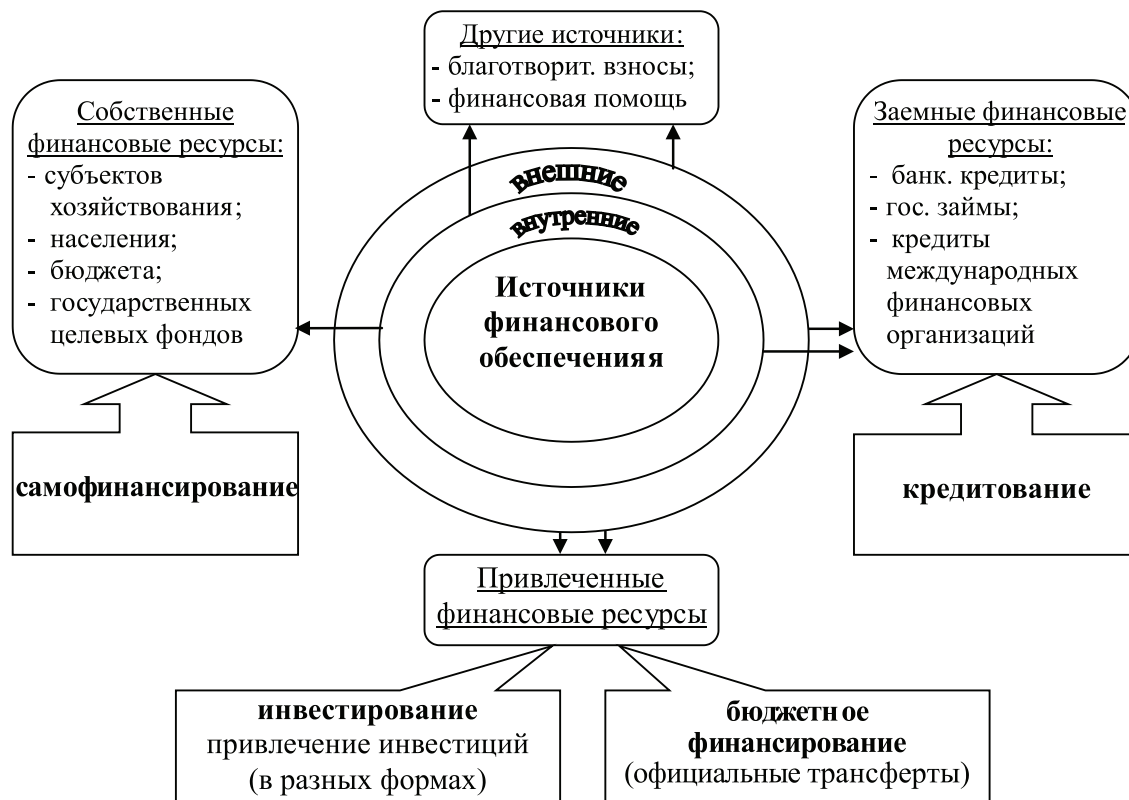 Другие источники:
- благотворит. взносы;
- финансовая помощь
Собственные
финансовые ресурсы:
- субъектов
хозяйствования;
- населения;
- бюджета;
- государственных
целевых фондов
Заемные финансовые
ресурсы:
- банк. кредиты;
- гос. займы;
- кредиты
международных
финансовых
организаций
внешние
внутренние
Источники
финансового
обеспечения
самофинансирование
кредитование
Привлеченные
финансовые ресурсы
инвестирование
привлечение инвестиций
(в разных формах)
бюджетное
финансирование
(официальные трансферты)